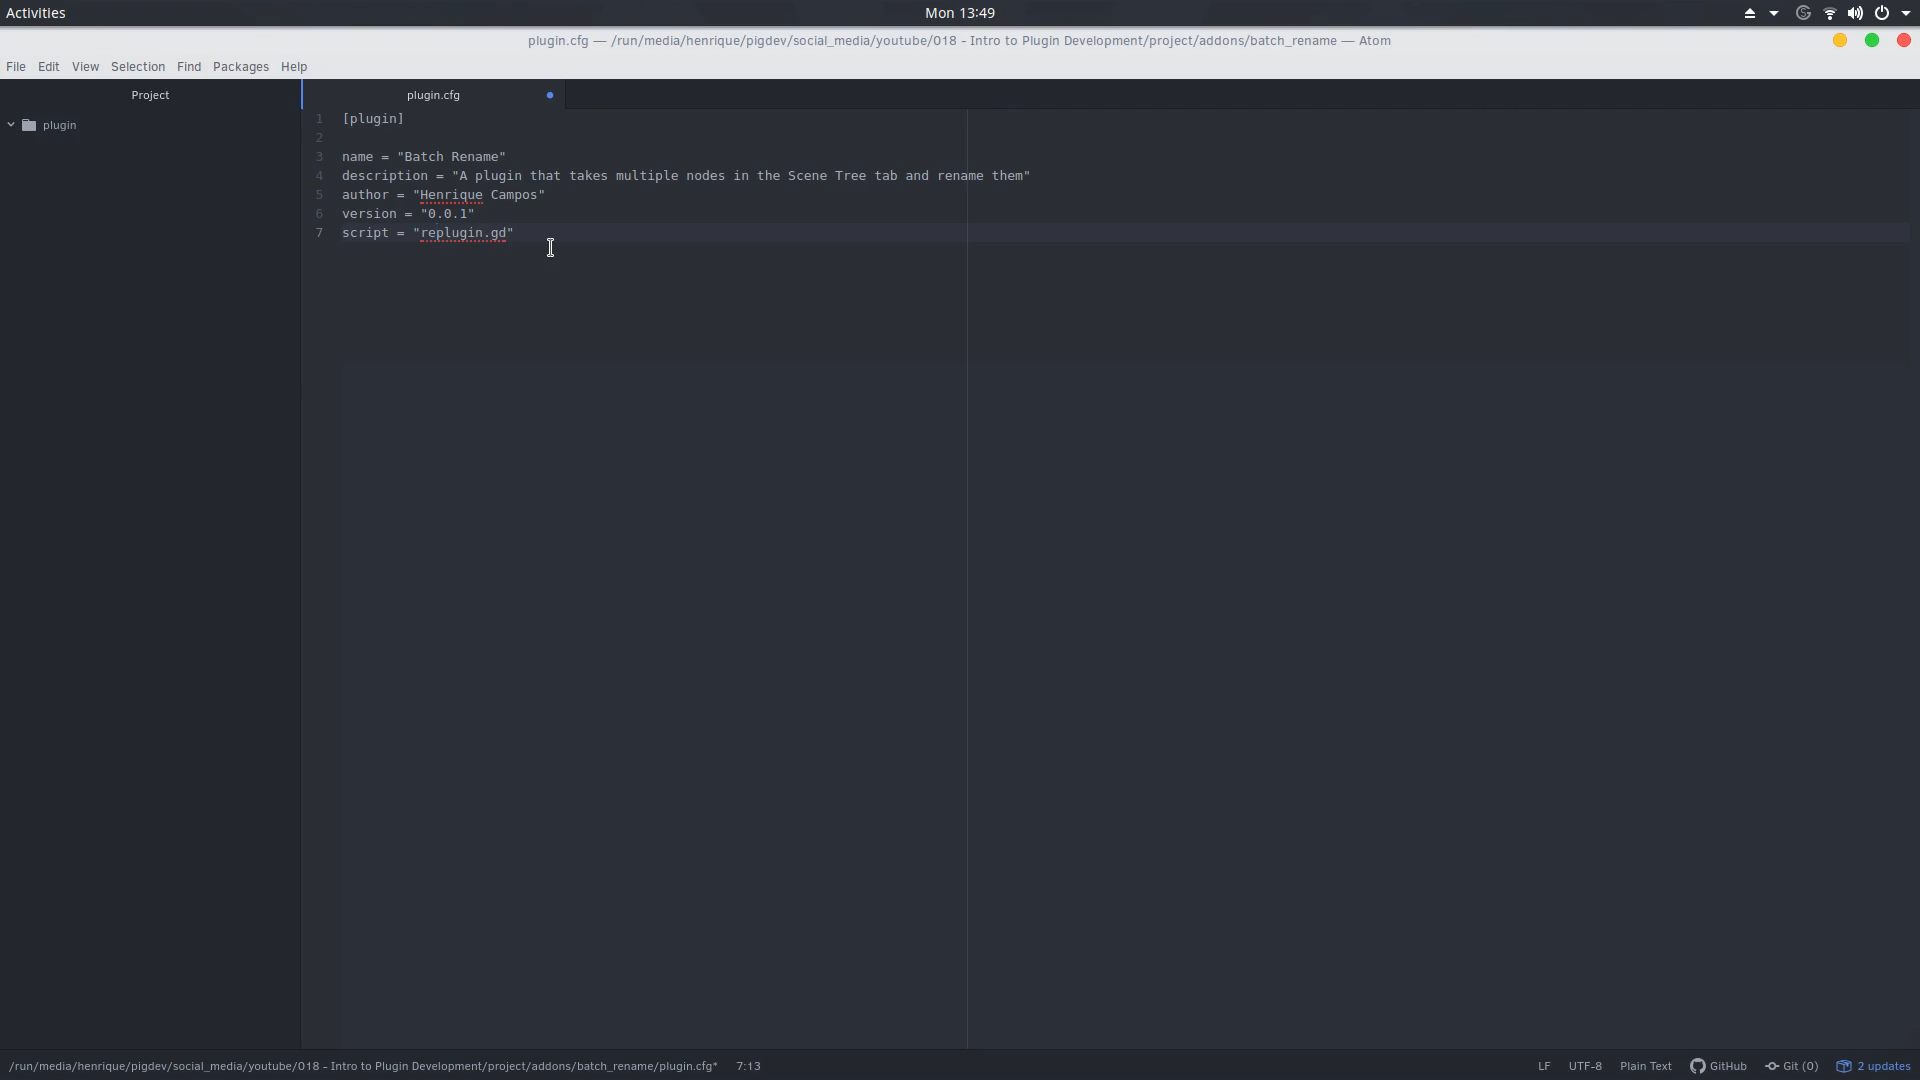 Activities
Mon 13:49
plugin.cfg — /run/media/henrique/pigdev/social_media/youtube/018 - Intro to Plugin Development/project/addons/batch_rename — Atom
File Edit View Selection Find Packages Help
Project
plugin.cfg
plugin
1 [plugin]
2
3 name = "Batch Rename"
4 description = "A plugin that takes multiple nodes in the Scene Tree tab and rename them"
5 author = "Henrique Campos"
6 version = "0.0.1"
7 script = "replugin.gd"
/run/media/henrique/pigdev/social_media/youtube/018 - Intro to Plugin Development/project/addons/batch_rename/plugin.cfg* 7:13
LF UTF-8 Plain Text GitHub Git (0) 2 updates